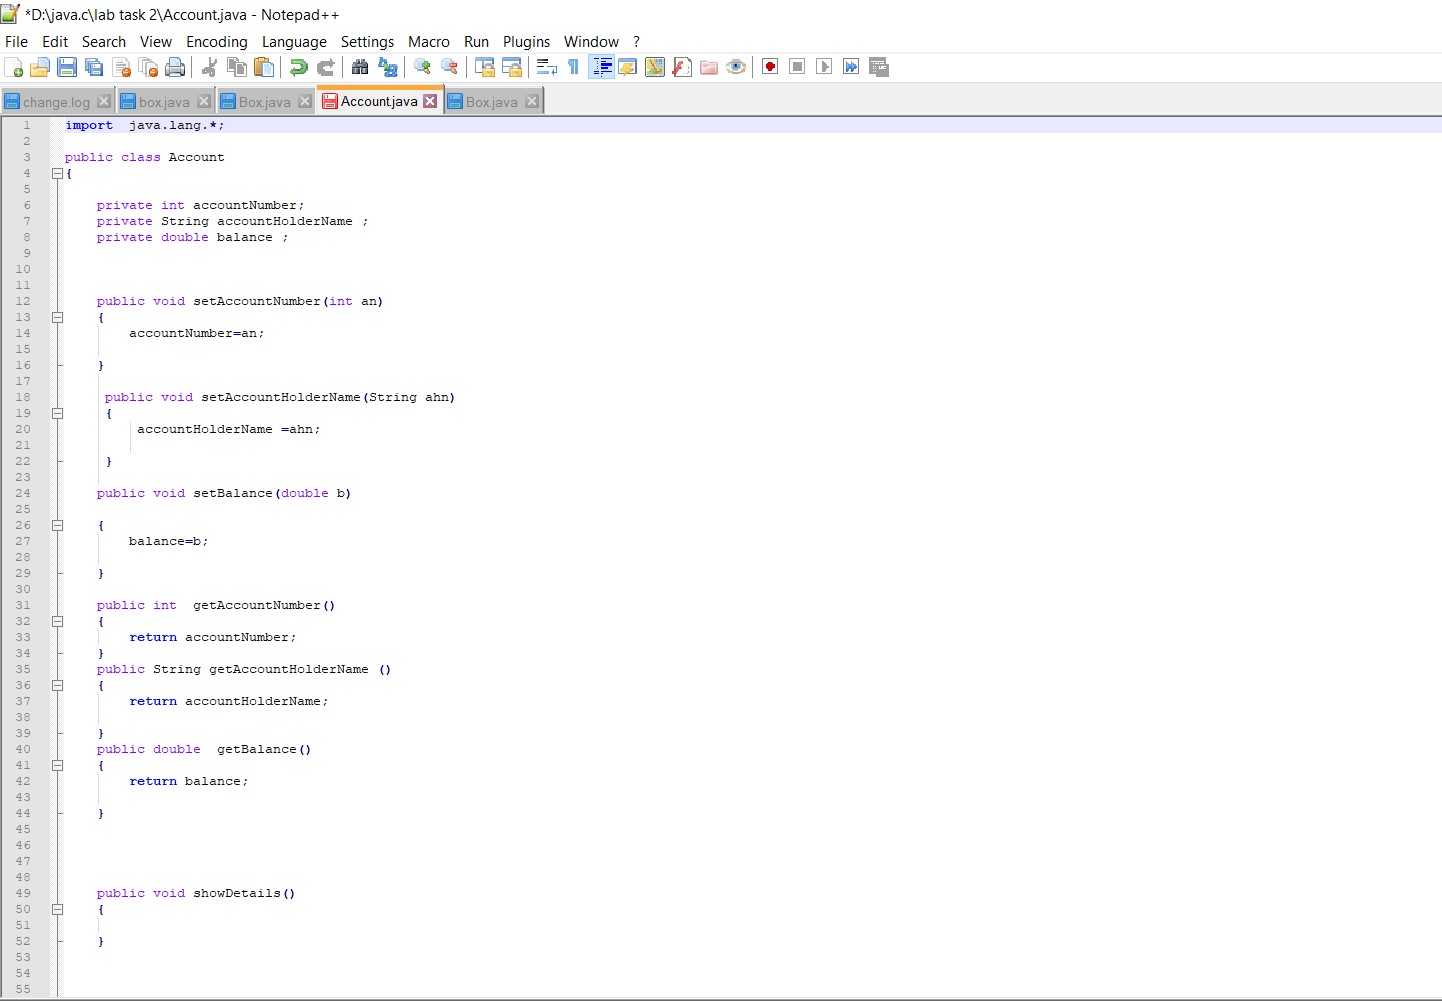 *D:\java.c\lab task 2\Account.java - Notepad++
File Edit Search View Encoding Language Settings Macro Run Plugins Window ?
change.log box.java Box.java Account.java Box.java
1 import  java.lang.*;
2
3 public class Account
4 {
5
6     private int accountNumber;
7     private String accountHolderName ;
8     private double balance ;
9
10
11
12     public void setAccountNumber(int an)
13     {
14         accountNumber=an;
15
16     }
17
18      public void setAccountHolderName(String ahn)
19      {
20          accountHolderName =ahn;
21
22      }
23
24     public void setBalance(double b)
25
26     {
27         balance=b;
28
29     }
30
31     public int  getAccountNumber()
32     {
33         return accountNumber;
34     }
35     public String getAccountHolderName ()
36     {
37         return accountHolderName;
38
39     }
40     public double  getBalance()
41     {
42         return balance;
43
44     }
45
46
47
48
49     public void showDetails()
50     {
51
52     }
53
54
55